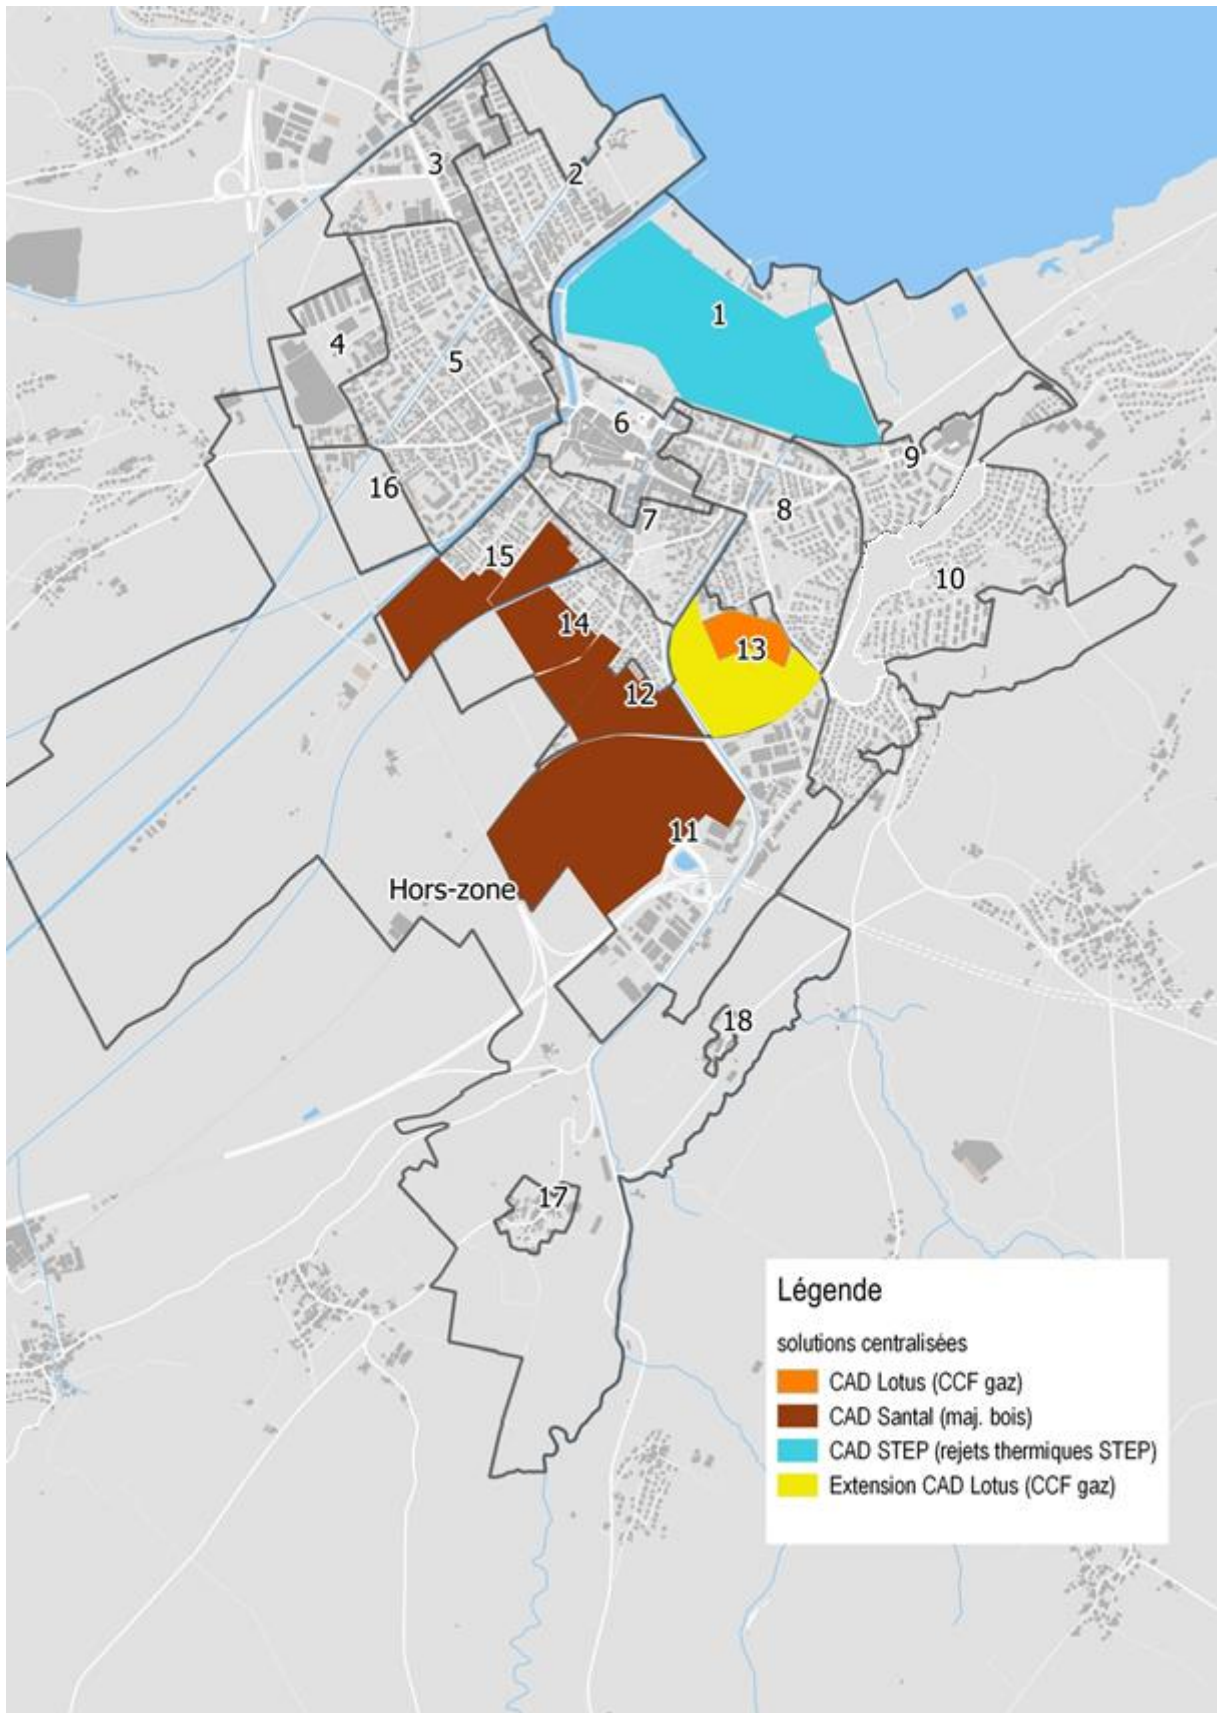 3
2
1
4
5
6
9
16
8
7
15
10
14
13
12
11
Hors-zone
18
17
Légende
solutions centralisées
CAD Lotus (CCF gaz)
CAD Santal (maj. bois)
CAD STEP (rejets thermiques STEP)
Extension CAD Lotus (CCF gaz)